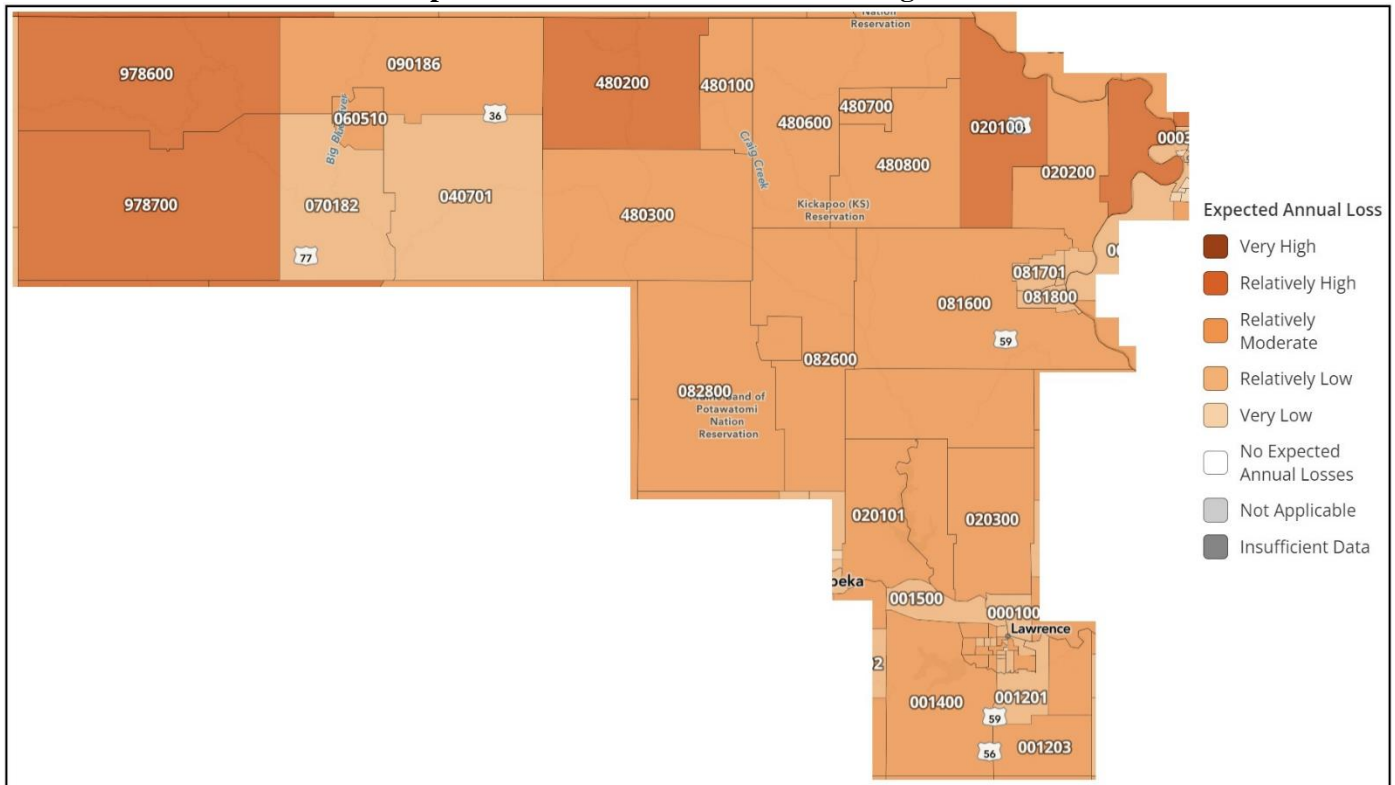 Nation
Reservation
978600
090186
480200
480100
480700
480600
020100
0003
060510
36
Craig Creek
480800
020200
978700
070182
040701
480300
Kickapoo (KS)
Reservation
77
081701
081600
081800
59
082600
082800
Potawatomi
Nation
Reservation
020101
020300
peka
001500
000100
Lawrence
001400
001201
59
56
001203
Expected Annual Loss
Very High
Relatively High
Relatively
Moderate
Relatively Low
Very Low
No Expected
Annual Losses
Not Applicable
Insufficient Data